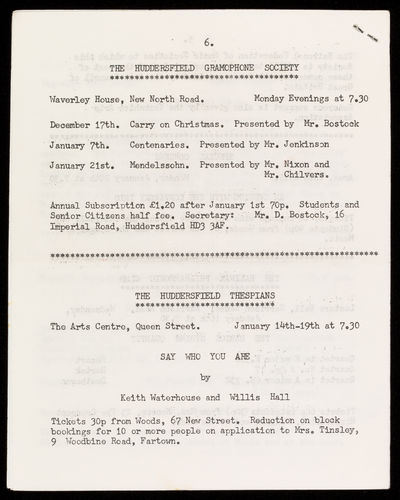 6.
THE HUDDERSFIELD GRAMOPHONE SOCIETY
****************************************
Waverley House, New North Road. Monday Evenings at 7.30
December 17th. Carry on Christmas. Presented by Mr. Bostock
January 7th. Centenaries. Presented by Mr. Jenkinson
January 21st. Mendelssohn. Presented by Mr. Nixon and
Mr. Chilvers.
Annual Subscription £1.20 after January 1st 70p. Students and
Senior Citizens half fee. Secretary: Mr. D. Bostock, 16
Imperial Road, Huddersfield HD3 3AF.
******************************************************************
THE HUDDERSFIELD THESPIANS
****************************
The Arts Centre, Queen Street. January 14th-19th at 7.30
SAY WHO YOU ARE
by
Keith Waterhouse and Willis Hall
Tickets 30p from Woods, 67 New Street. Reduction on block
bookings for 10 or more people on application to Mrs. Tinsley,
9 Woodbine Road, Fartown.